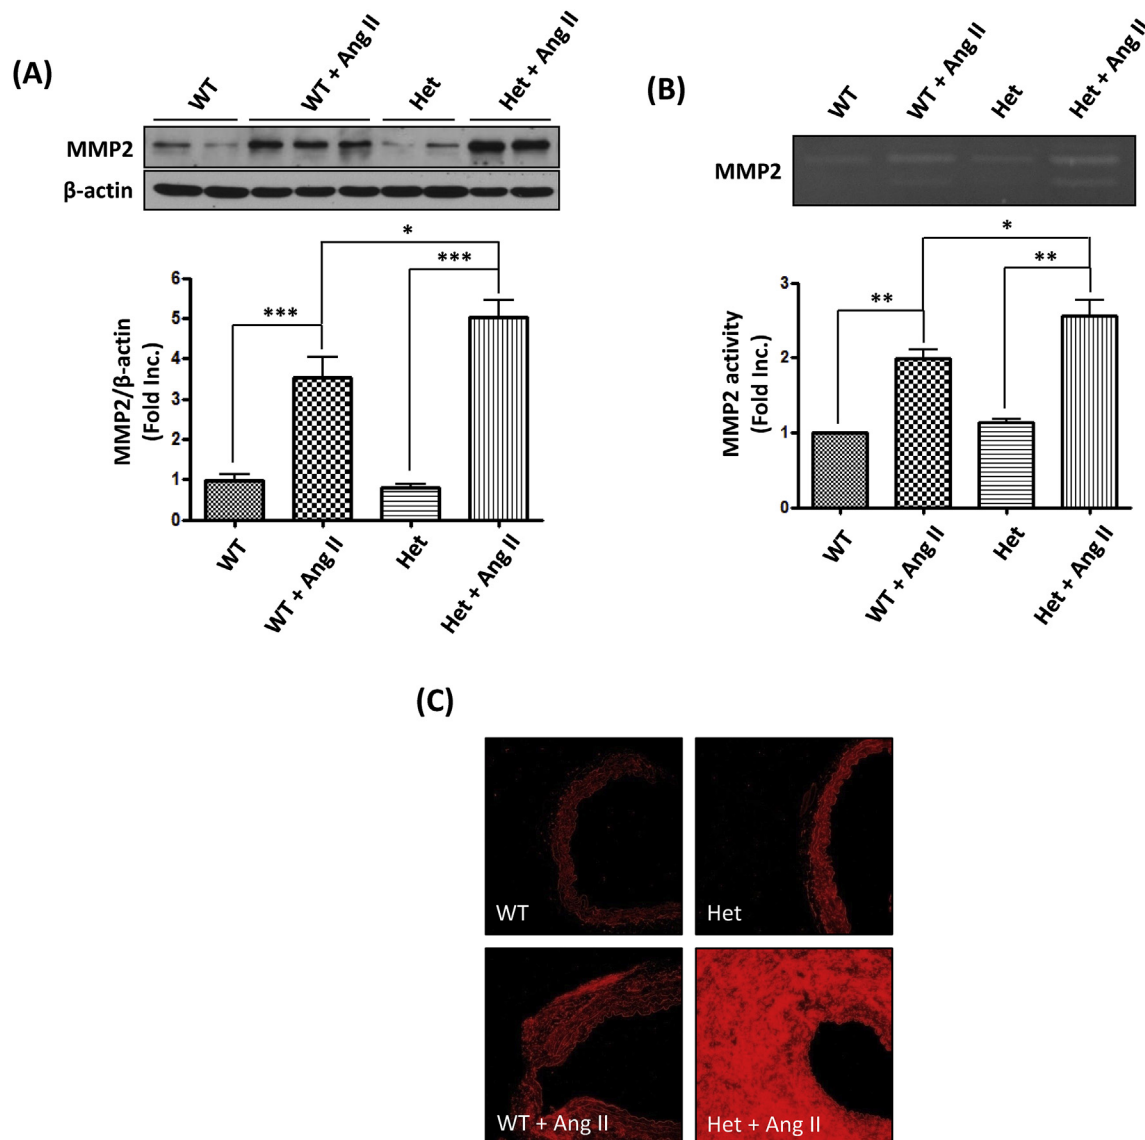 (A)
WT
WT + Ang II
Het
Het + Ang II
MMP2
β-actin
*
***
***
MMP2/β-actin
(Fold Inc.)
6
5
4
3
2
1
0
WT
WT + Ang II
Het
Het + Ang II
(B)
WT
WT + Ang II
Het
Het + Ang II
MMP2
*
**
**
MMP2 activity
(Fold Inc.)
3
2
1
0
WT
WT + Ang II
Het
Het + Ang II
(C)
WT
Het
WT + Ang II
Het + Ang II